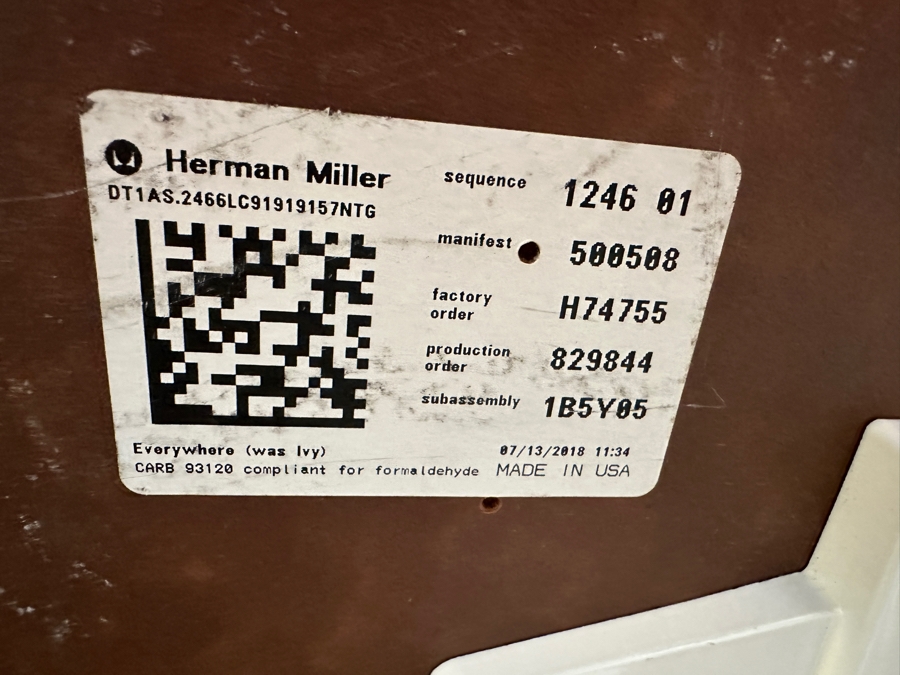 Herman Miller
DT1AS.2466LC91919157NTG
sequence 1246 01
manifest 500508
factory order H74755
production order 829844
subassembly 1B5Y05
Everywhere (was Ivy) 07/13/2018 11:34
CARB 93120 compliant for formaldehyde MADE IN USA